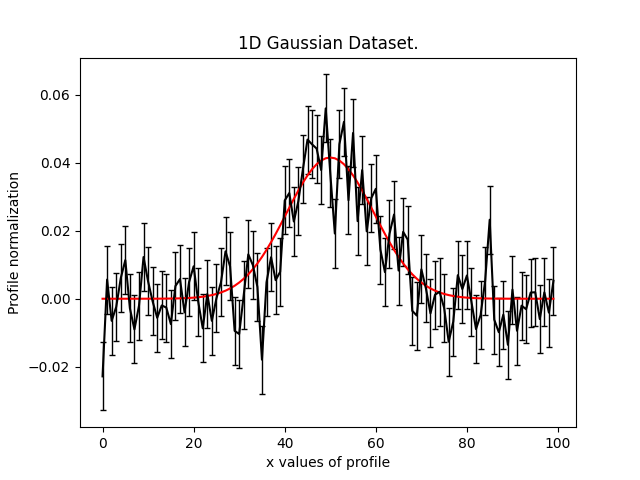 1D Gaussian Dataset.
Profile normalization
0.06
0.04
0.02
0.00
−0.02
0 20 40 60 80 100
x values of profile